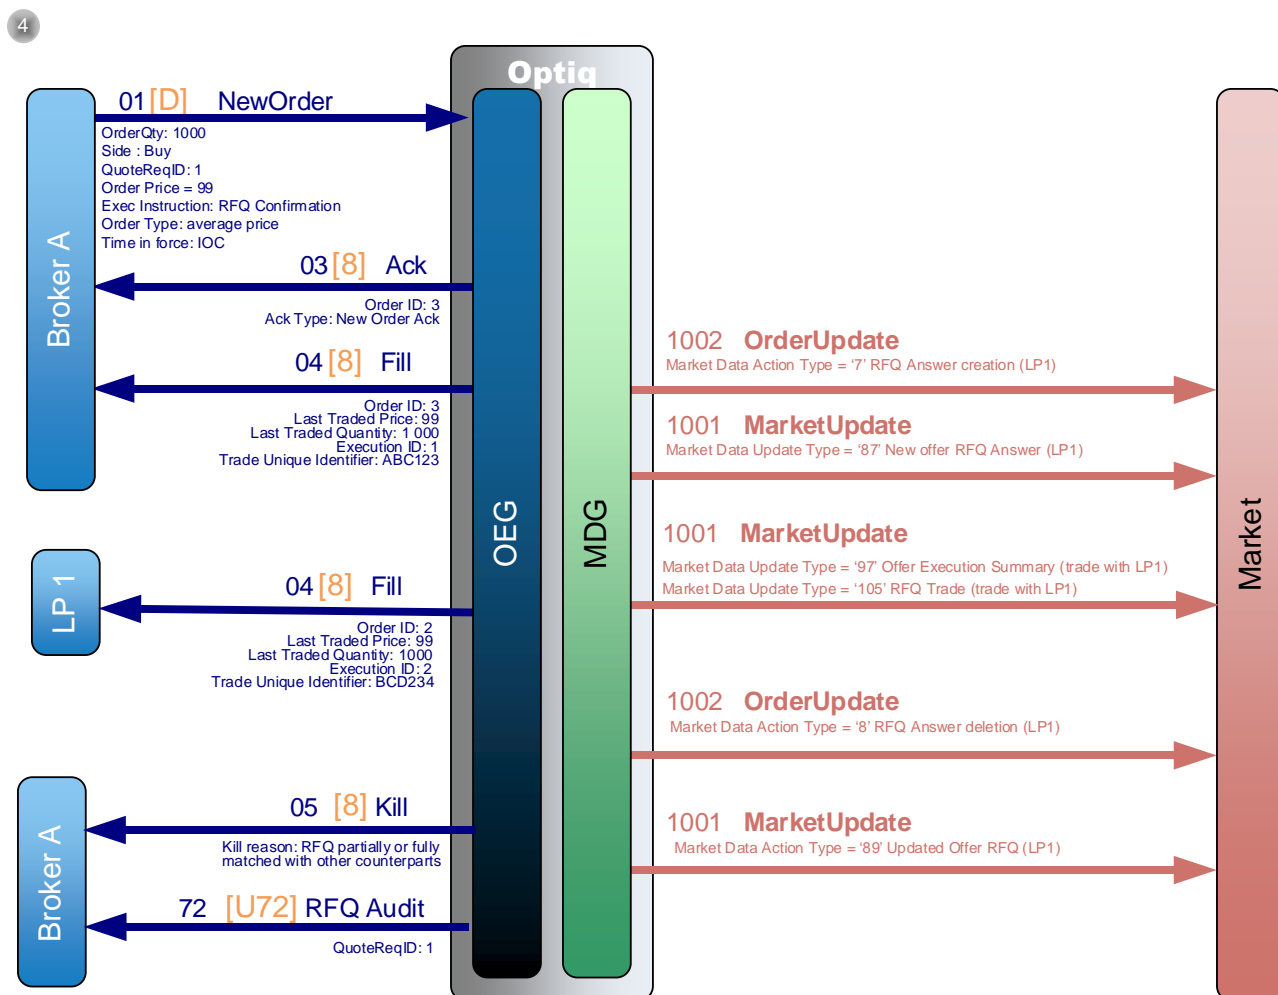 4
Optiq
01 [D] NewOrder
OrderQty: 1000
Side : Buy
QuoteReqID: 1
Order Price = 99
Exec Instruction: RFQ Confirmation
Order Type: average price
Time in force: IOC
Broker A
03 [8] Ack
Order ID: 3
Ack Type: New Order Ack
04 [8] Fill
Order ID: 3
Last Traded Price: 99
Last Traded Quantity: 1 000
Execution ID: 1
Trade Unique Identifier: ABC123
LP 1
04 [8] Fill
Order ID: 2
Last Traded Price: 99
Last Traded Quantity: 1000
Execution ID: 2
Trade Unique Identifier: BCD234
Broker A
05 [8] Kill
Kill reason: RFQ partially or fully
matched with other counterparts
72 [U72] RFQ Audit
QuoteReqID: 1
OEG
MDG
1002 OrderUpdate
Market Data Action Type = ‘7’ RFQ Answer creation (LP1)
1001 MarketUpdate
Market Data Update Type = ‘87’ New offer RFQ Answer (LP1)
1001 MarketUpdate
Market Data Update Type = ‘97’ Offer Execution Summary (trade with LP1)
Market Data Update Type = ‘105’ RFQ Trade (trade with LP1)
1002 OrderUpdate
Market Data Action Type = ‘8’ RFQ Answer deletion (LP1)
1001 MarketUpdate
Market Data Action Type = ‘89’ Updated Offer RFQ (LP1)
Market